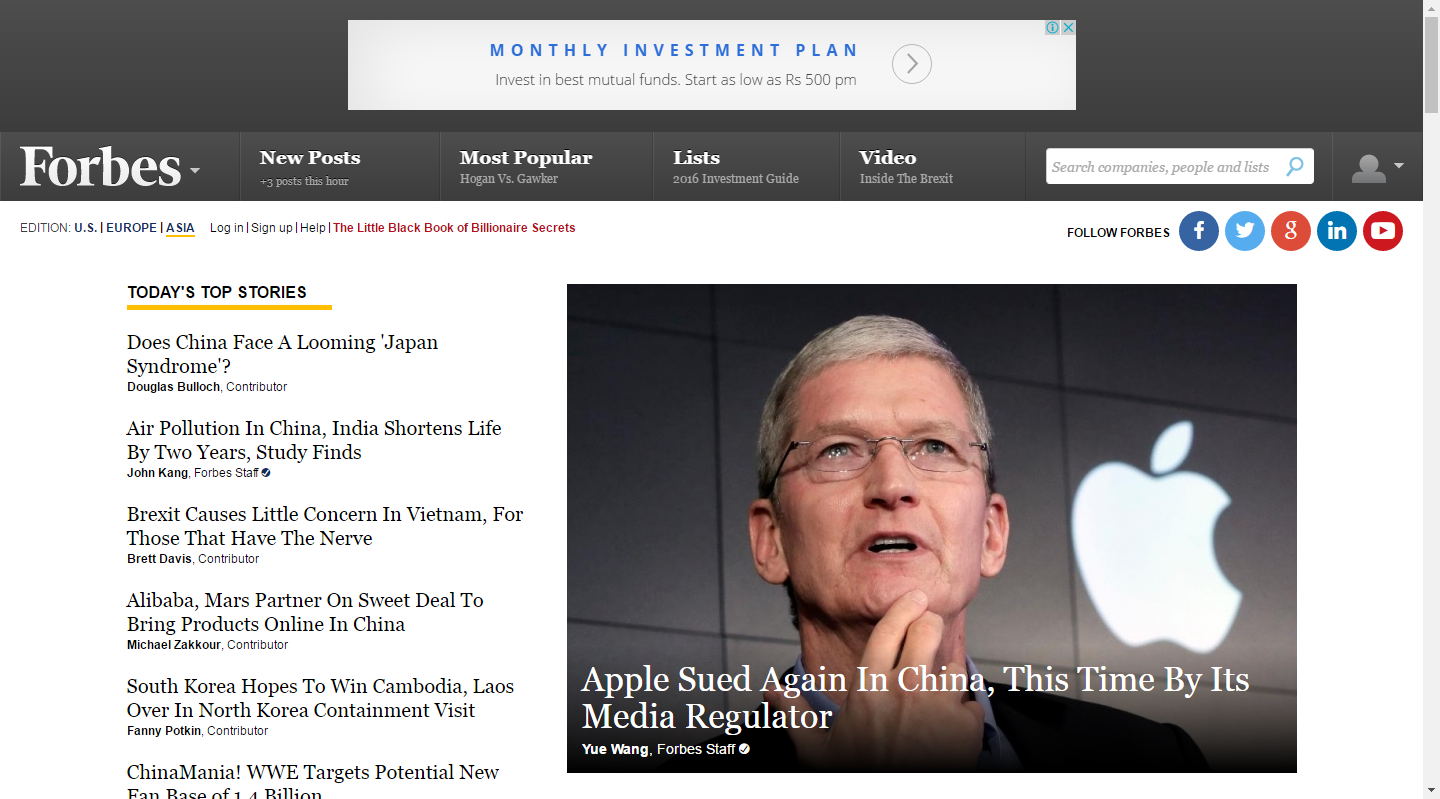 MONTHLY INVESTMENT PLAN
Invest in best mutual funds. Start as low as Rs 500 pm
Forbes
New Posts
+3 posts this hour
Most Popular
Hogan Vs. Gawker
Lists
2016 Investment Guide
Video
Inside The Brexit
Search companies, people and lists
EDITION: U.S. | EUROPE | ASIA Log in | Sign up | Help | The Little Black Book of Billionaire Secrets
FOLLOW FORBES
TODAY'S TOP STORIES
Does China Face A Looming 'Japan
Syndrome'?
Douglas Bulloch, Contributor
Air Pollution In China, India Shortens Life
By Two Years, Study Finds
John Kang, Forbes Staff
Brexit Causes Little Concern In Vietnam, For
Those That Have The Nerve
Brett Davis, Contributor
Alibaba, Mars Partner On Sweet Deal To
Bring Products Online In China
Michael Zakkour, Contributor
South Korea Hopes To Win Cambodia, Laos
Over In North Korea Containment Visit
Fanny Potkin, Contributor
ChinaMania! WWE Targets Potential New
Fan Base of 1.4 Billion
Apple Sued Again In China, This Time By Its
Media Regulator
Yue Wang, Forbes Staff